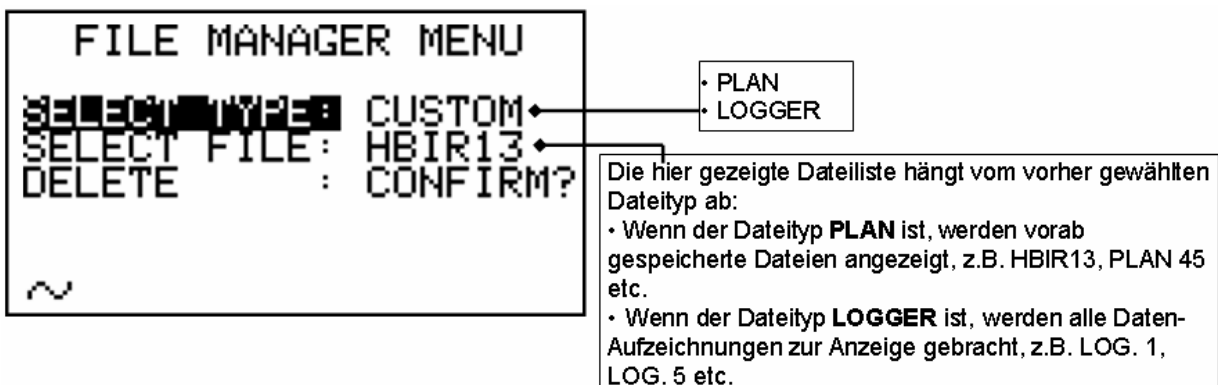 FILE MANAGER MENU
SELECT TYPE: CUSTOM
SELECT FILE: HBIR13
DELETE : CONFIRM?
• PLAN
• LOGGER
Die hier gezeigte Dateiliste hängt vom vorher gewählten
Dateityp ab:
• Wenn der Dateityp PLAN ist, werden vorab
gespeicherte Dateien angezeigt, z.B. HBIR13, PLAN 45
etc.
• Wenn der Dateityp LOGGER ist, werden alle Daten-
Aufzeichnungen zur Anzeige gebracht, z.B. LOG. 1,
LOG. 5 etc.